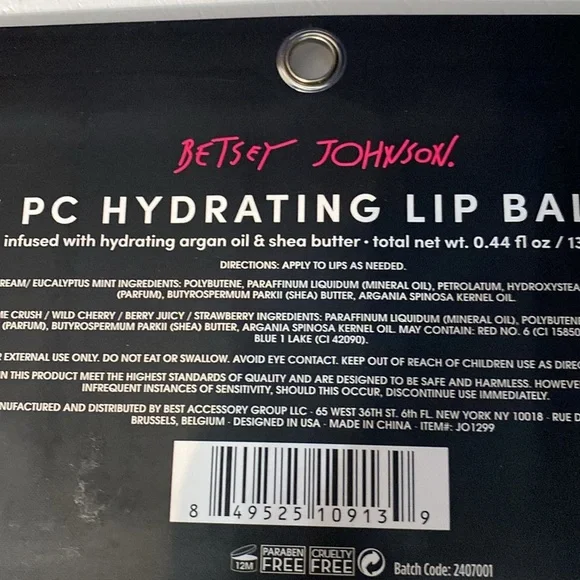 BETSEY JOHNSON.
PC HYDRATING LIP BA
infused with hydrating argan oil & shea butter • total net wt. 0.44 fl oz / 13
DIRECTIONS: APPLY TO LIPS AS NEEDED.
REAM/ EUCALYPTUS MINT INGREDIENTS: POLYBUTENE, PARAFFINUM LIQUIDUM (MINERAL OIL), PETROLATUM, HYDROXYSTEA
(PARFUM), BUTYROSPERMUM PARKII (SHEA) BUTTER, ARGANIA SPINOSA KERNEL OIL.
ME CRUSH / WILD CHERRY / BERRY JUICY / STRAWBERRY INGREDIENTS: PARAFFINUM LIQUIDUM (MINERAL OIL), POLYBUTENE
(PARFUM), BUTYROSPERMUM PARKII (SHEA) BUTTER, ARGANIA SPINOSA KERNEL OIL. MAY CONTAIN: RED NO. 6 (CI 15850
BLUE 1 LAKE (CI 42090).
R EXTERNAL USE ONLY. DO NOT EAT OR SWALLOW. AVOID EYE CONTACT. KEEP OUT OF REACH OF CHILDREN USE AS DIREC
IN THIS PRODUCT MEET THE HIGHEST STANDARDS OF QUALITY AND ARE DESIGNED TO BE SAFE AND HARMLESS. HOWEV
INFREQUENT INSTANCES OF SENSITIVITY, SHOULD THIS OCCUR, DISCONTINUE USE IMMEDIATELY.
NUFACTURED AND DISTRIBUTED BY BEST ACCESSORY GROUP LLC • 65 WEST 36TH ST. 6th FL. NEW YORK NY 10018 • RUE D
BRUSSELS, BELGIUM • DESIGNED IN USA • MADE IN CHINA • ITEM#: JO1299
8 49525 10913 9
12M PARABEN FREE CRUELTY FREE Batch Code: 2407001